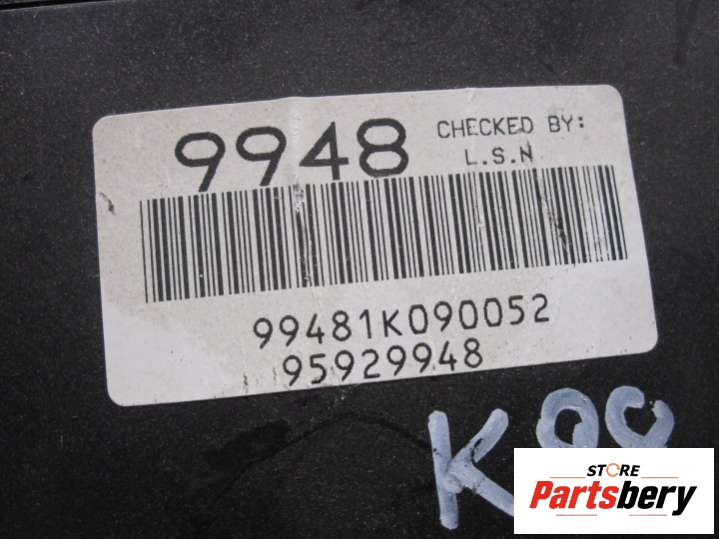 9948 CHECKED BY:
L.S.N
99481K090052
95929948
STORE
Partsbery